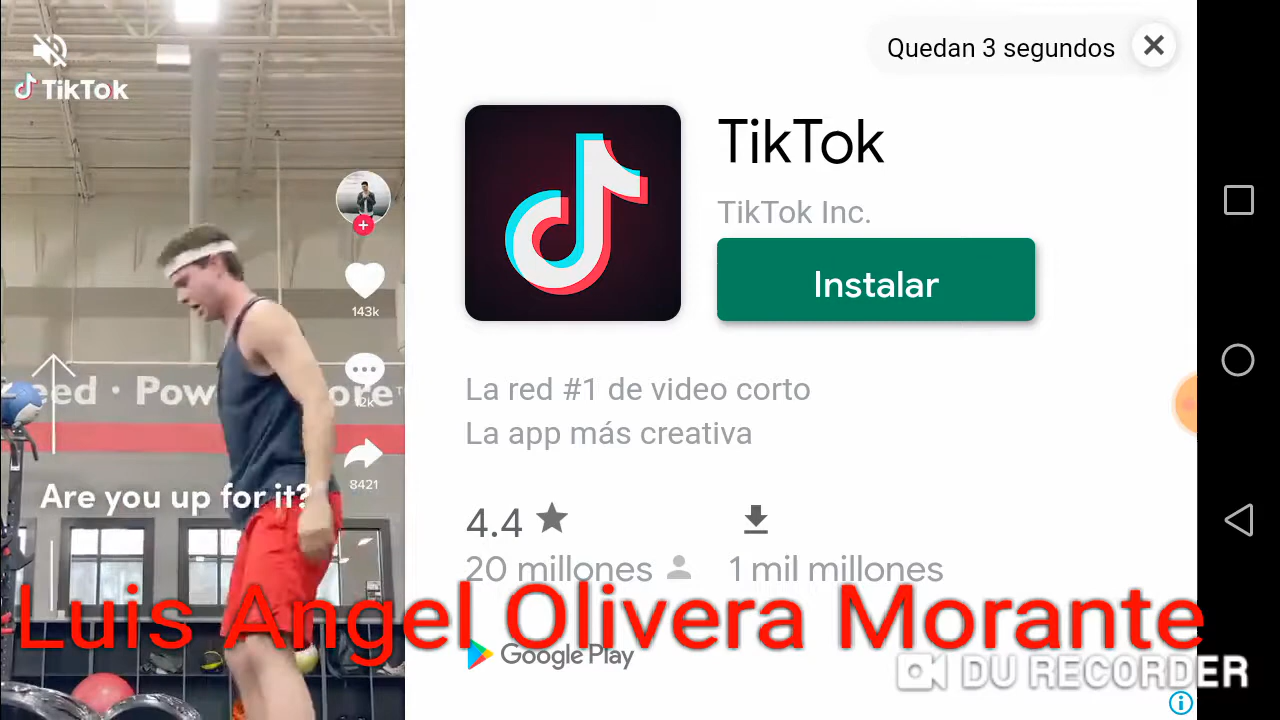 TikTok
143k
12k
8421
Are you up for it?
Quedan 3 segundos
TikTok
TikTok Inc.
Instalar
La red #1 de video corto
La app más creativa
4.4
20 millones
1 mil millones
Luis Angel Olivera Morante
Google Play
DU RECORDER